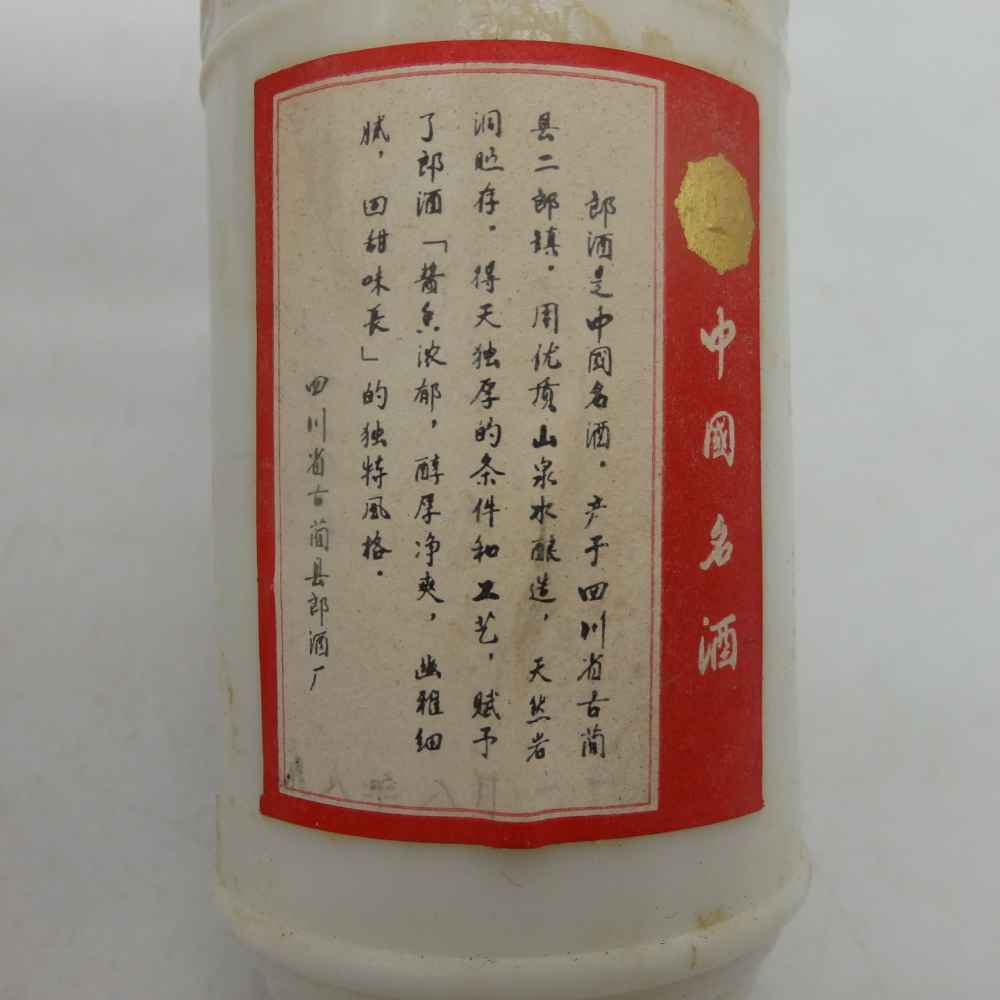 中國名酒
郎酒是中国名酒。产于四川省古蔺
县二郎镇。用优质山泉水酿造，天然岩
洞贮存。得天独厚的条件和工艺，赋予
了郎酒「酱香浓郁，醇厚净爽，幽雅细
腻，回甜味长」的独特风格。
四川省古蔺县郎酒厂